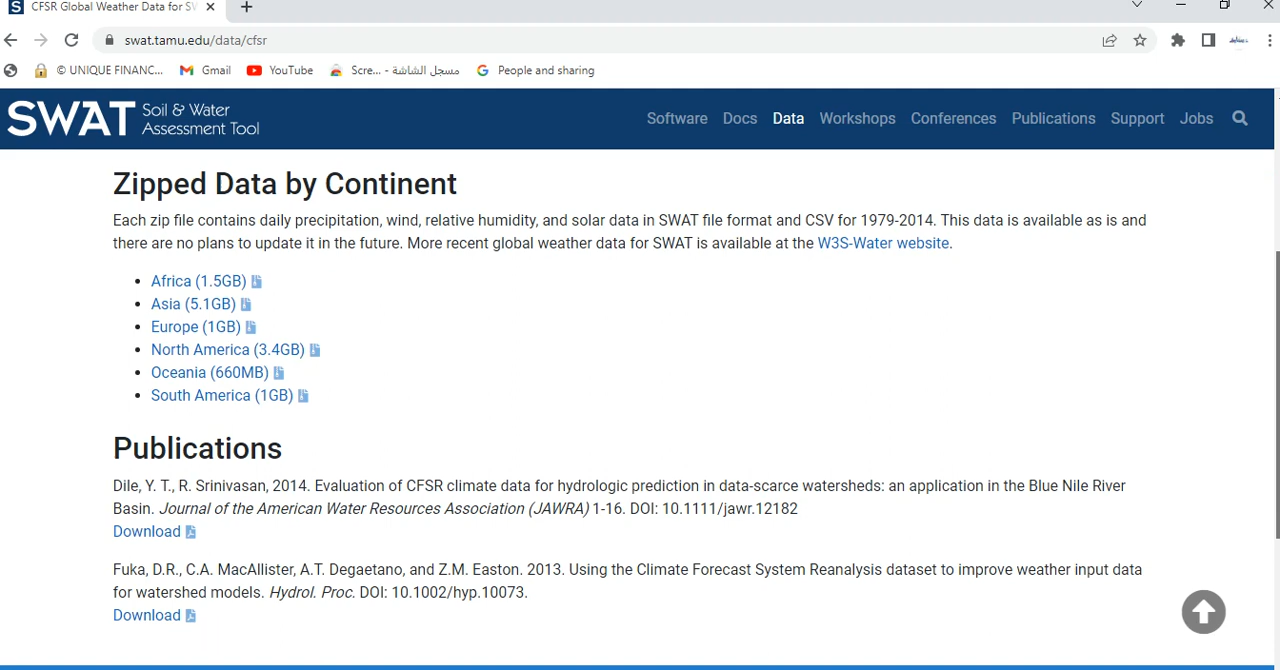 CFSR Global Weather Data for SW
swat.tamu.edu/data/cfsr
© UNIQUE FINANC... Gmail YouTube Scre... - مسجل الشاشة People and sharing
SWAT Soil & Water
Assessment Tool
Software Docs Data Workshops Conferences Publications Support Jobs
Zipped Data by Continent
Each zip file contains daily precipitation, wind, relative humidity, and solar data in SWAT file format and CSV for 1979-2014. This data is available as is and
there are no plans to update it in the future. More recent global weather data for SWAT is available at the W3S-Water website.
• Africa (1.5GB)
• Asia (5.1GB)
• Europe (1GB)
• North America (3.4GB)
• Oceania (660MB)
• South America (1GB)
Publications
Dile, Y. T., R. Srinivasan, 2014. Evaluation of CFSR climate data for hydrologic prediction in data-scarce watersheds: an application in the Blue Nile River
Basin. Journal of the American Water Resources Association (JAWRA) 1-16. DOI: 10.1111/jawr.12182
Download
Fuka, D.R., C.A. MacAllister, A.T. Degaetano, and Z.M. Easton. 2013. Using the Climate Forecast System Reanalysis dataset to improve weather input data
for watershed models. Hydrol. Proc. DOI: 10.1002/hyp.10073.
Download